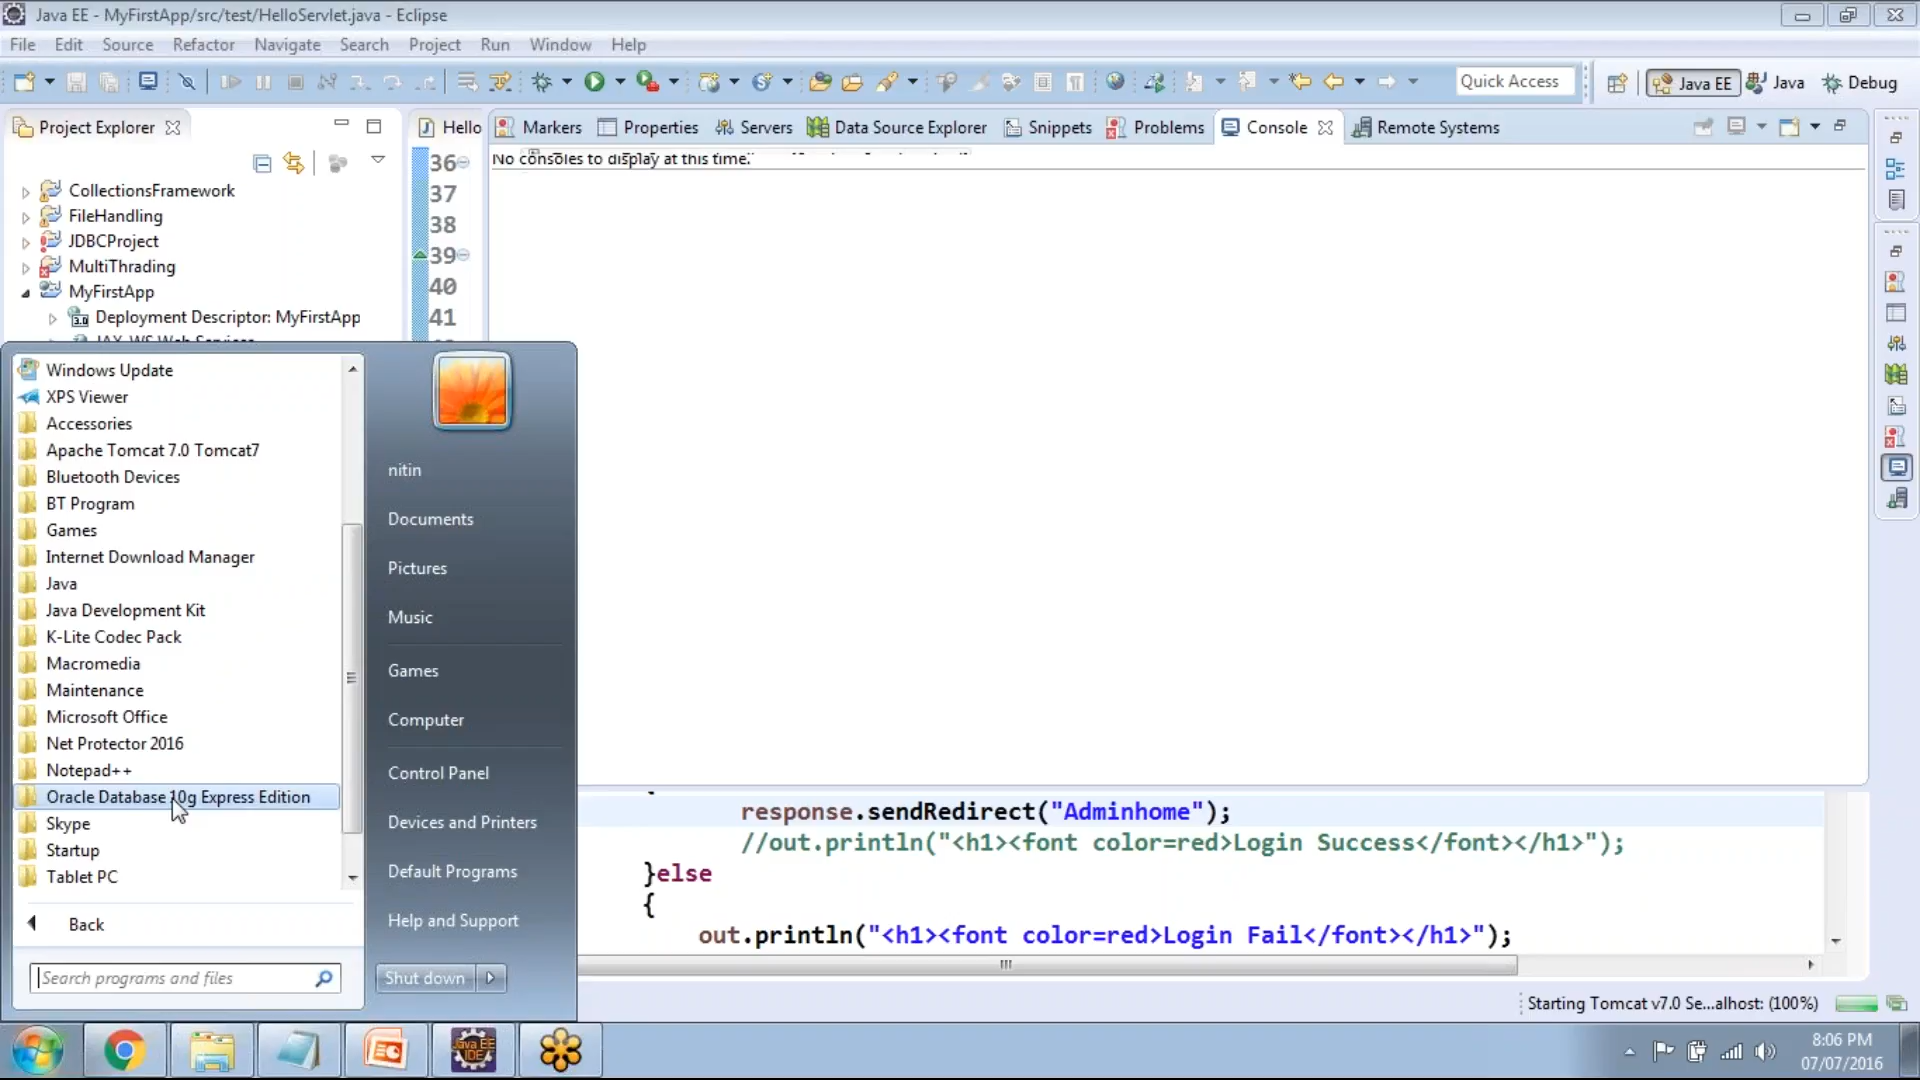 Java EE - MyFirstApp/src/test/HelloServlet.java - Eclipse
File Edit Source Refactor Navigate Search Project Run Window Help
Quick Access
Java EE
Java
Debug
Project Explorer
Hello
Markers
Properties
Servers
Data Source Explorer
Snippets
Problems
Console
Remote Systems
No consoles to display at this time.
CollectionsFramework
FileHandling
JDBCProject
MultiThrading
MyFirstApp
Deployment Descriptor: MyFirstApp
36
37
38
39
40
41
Windows Update
XPS Viewer
Accessories
Apache Tomcat 7.0 Tomcat7
Bluetooth Devices
BT Program
Games
Internet Download Manager
Java
Java Development Kit
K-Lite Codec Pack
Macromedia
Maintenance
Microsoft Office
Net Protector 2016
Notepad++
Oracle Database 10g Express Edition
Skype
Startup
Tablet PC
Back
Search programs and files
nitin
Documents
Pictures
Music
Games
Computer
Control Panel
Devices and Printers
Default Programs
Help and Support
Shut down
response.sendRedirect("Adminhome");
//out.println("<h1><font color=red>Login Success</font></h1>");
}else
{
out.println("<h1><font color=red>Login Fail</font></h1>");
Starting Tomcat v7.0 Se...alhost: (100%)
Java EE
IDE
8:06 PM
07/07/2016